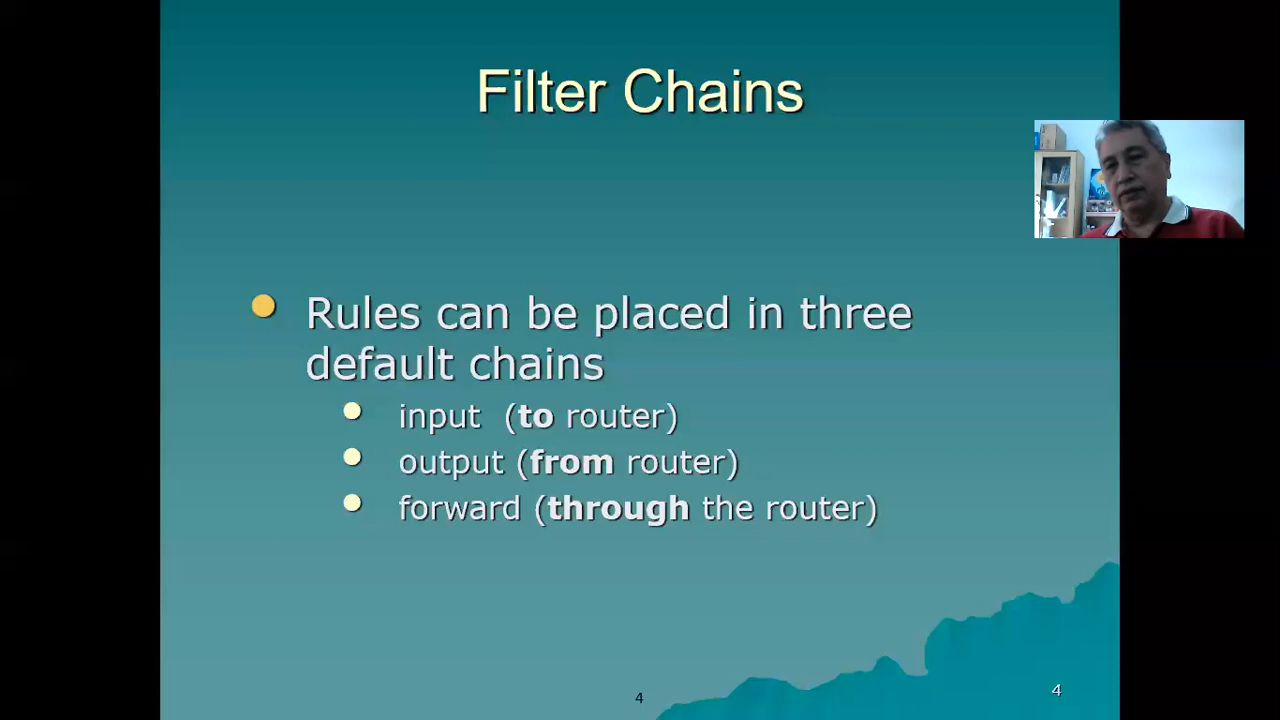 Filter Chains
Rules can be placed in three
default chains
input (to router)
output (from router)
forward (through the router)
4
4